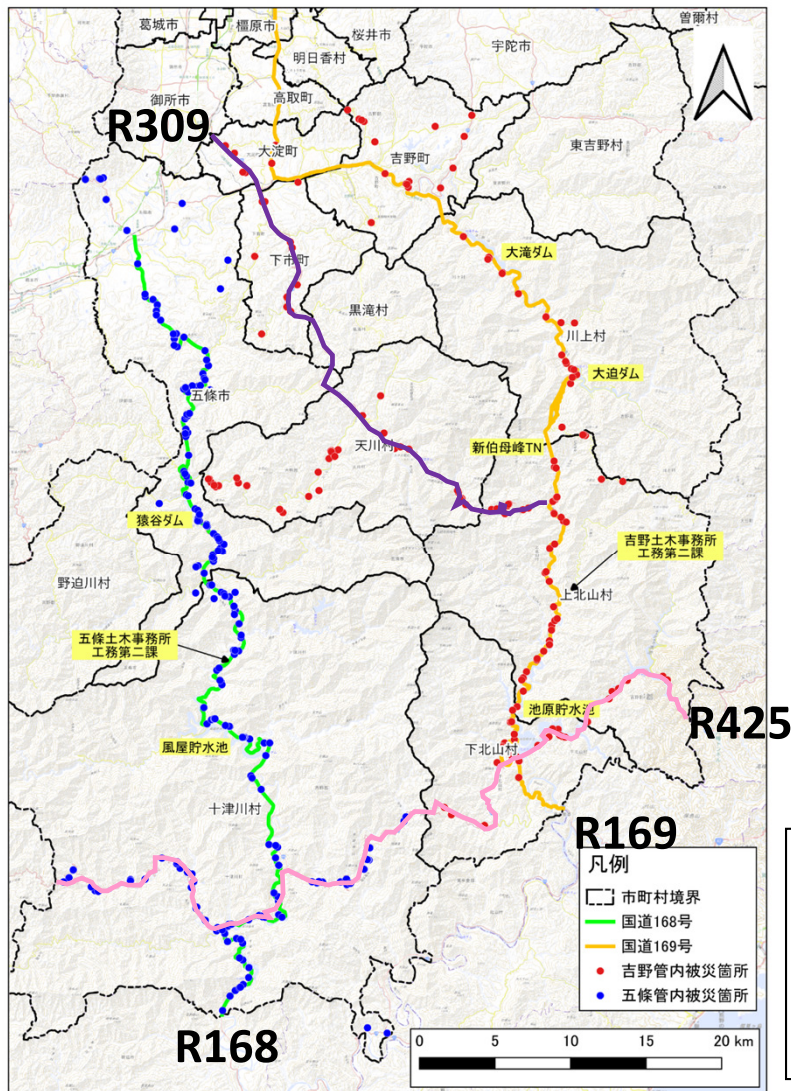 葛城市
橿原市
桜井市
曽爾村
明日香村
宇陀市
御所市
高取町
R309
大淀町
吉野町
東吉野村
大滝ダム
下市町
黒滝村
川上村
大迫ダム
五條市
天川村
新伯母峰TN
猿谷ダム
吉野土木事務所
工務第二課
野迫川村
上北山村
五條土木事務所
工務第二課
池原貯水池
R425
風屋貯水池
下北山村
十津川村
R169
凡例
市町村境界
国道168号
国道169号
吉野管内被災箇所
五條管内被災箇所
R168
0 5 10 15 20 km